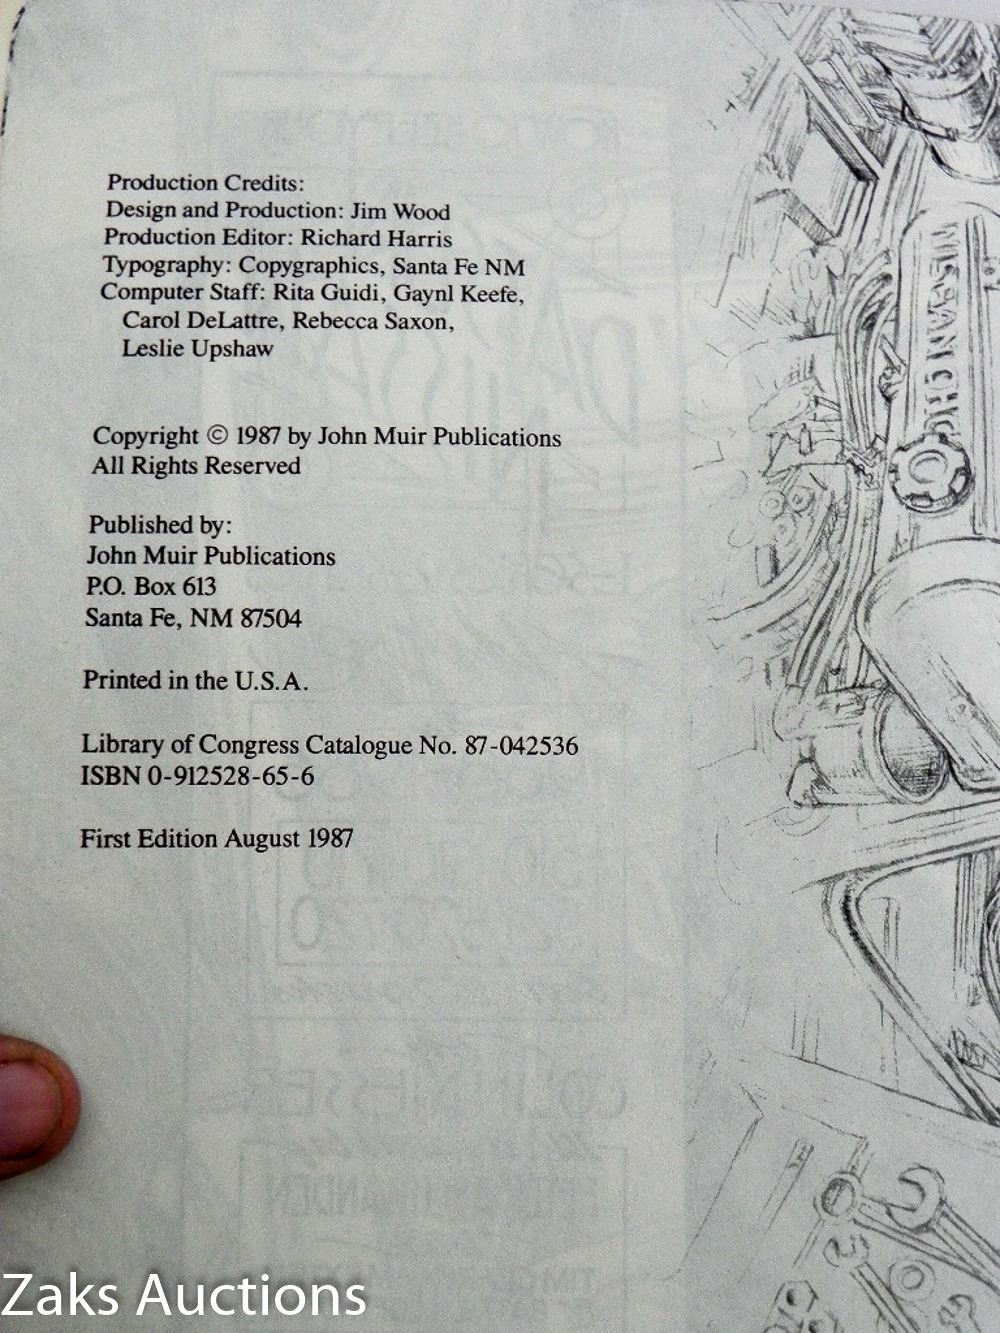 Production Credits:
Design and Production: Jim Wood
Production Editor: Richard Harris
Typography: Copygraphics, Santa Fe NM
Computer Staff: Rita Guidi, Gaynl Keefe,
Carol DeLattre, Rebecca Saxon,
Leslie Upshaw
Copyright © 1987 by John Muir Publications
All Rights Reserved
Published by:
John Muir Publications
P.O. Box 613
Santa Fe, NM 87504
Printed in the U.S.A.
Library of Congress Catalogue No. 87-042536
ISBN 0-912528-65-6
First Edition August 1987
NISSAN OHC
Zaks Auctions